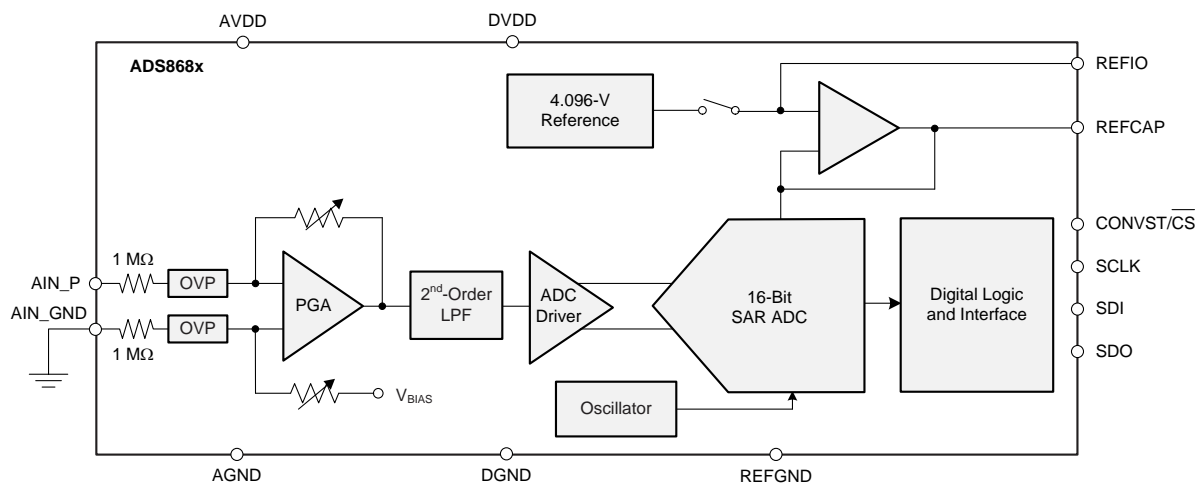 AVDD
DVDD
ADS868x
REFIO
4.096-V
Reference
REFCAP
CONVST/C̅S̅
1 MΩ
AIN_P
OVP
PGA
2nd-Order
LPF
ADC
Driver
16-Bit
SAR ADC
Digital Logic
and Interface
SCLK
SDI
SDO
AIN_GND
OVP
1 MΩ
VBIAS
Oscillator
AGND
DGND
REFGND